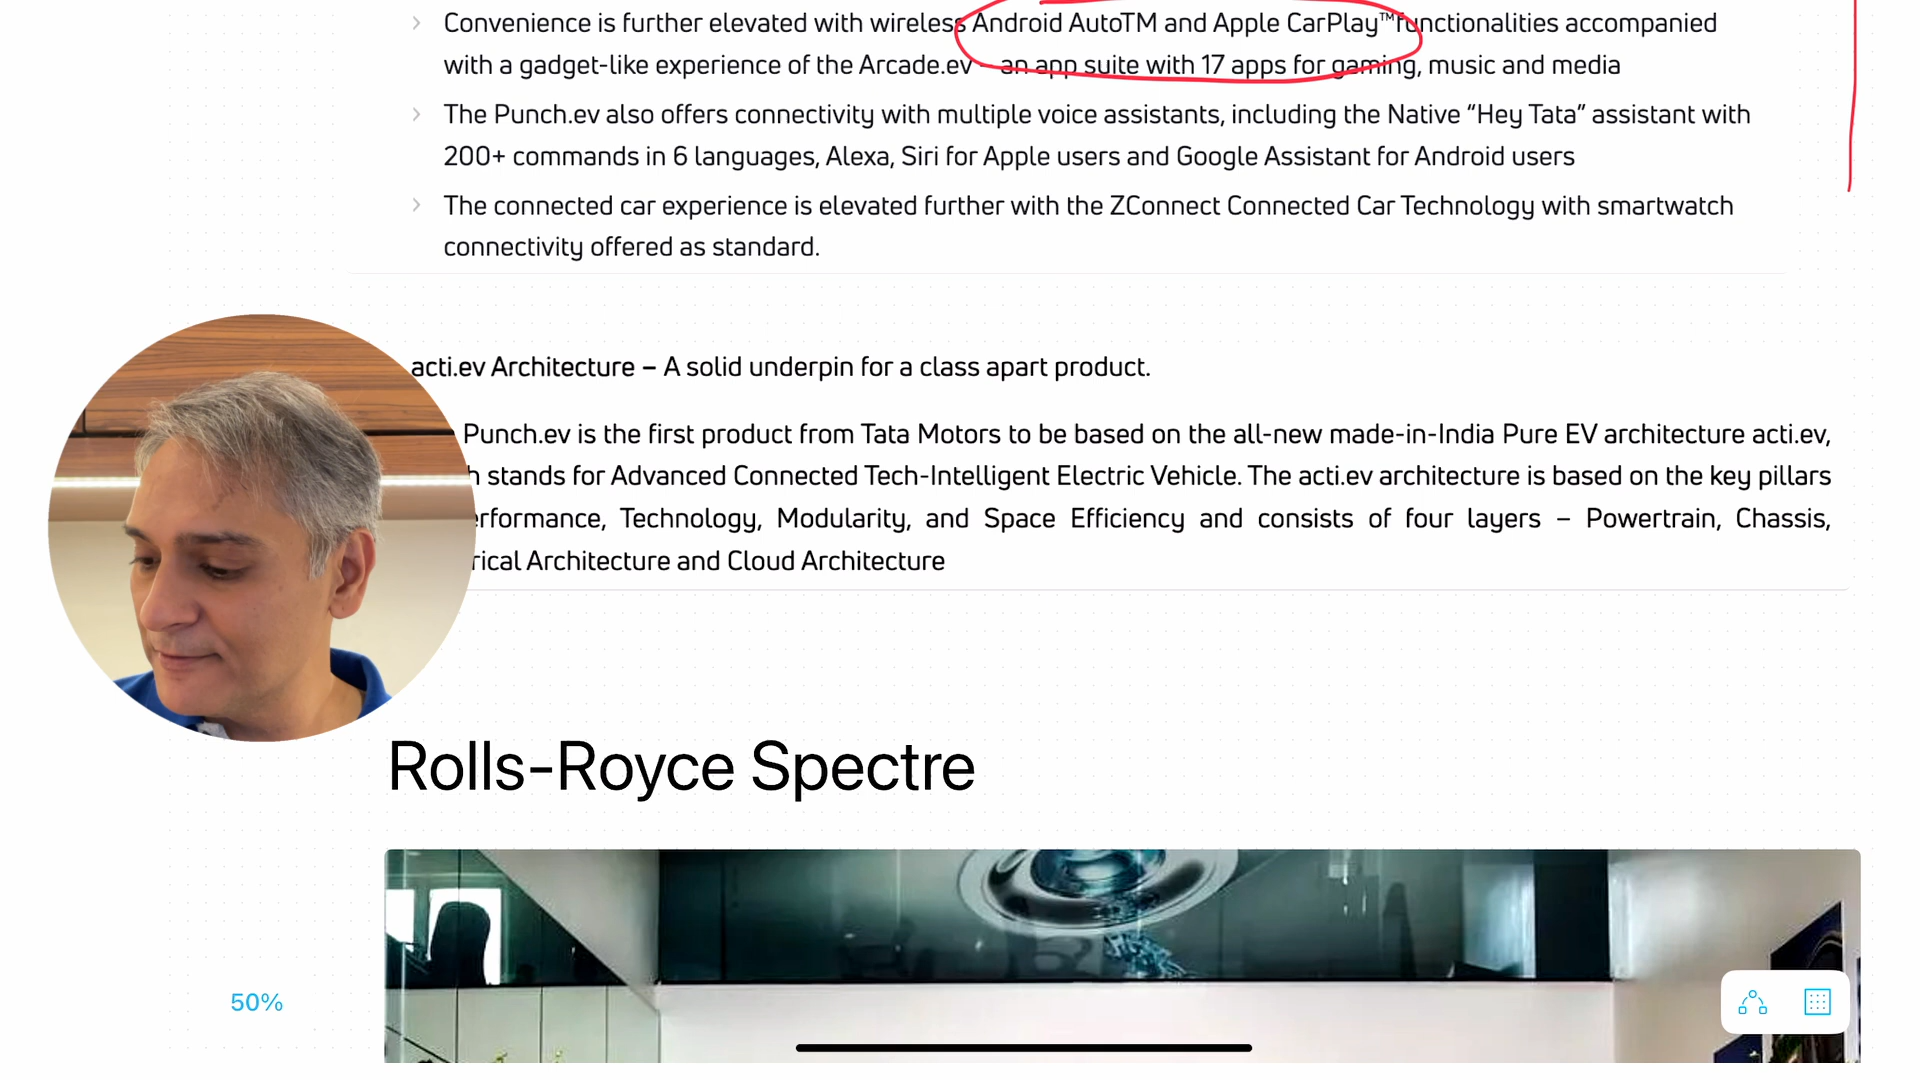 Convenience is further elevated with wireless Android AutoTM and Apple CarPlay™functionalities accompanied
with a gadget-like experience of the Arcade.ev – an app suite with 17 apps for gaming, music and media
The Punch.ev also offers connectivity with multiple voice assistants, including the Native “Hey Tata” assistant with
200+ commands in 6 languages, Alexa, Siri for Apple users and Google Assistant for Android users
The connected car experience is elevated further with the ZConnect Connected Car Technology with smartwatch
connectivity offered as standard.
acti.ev Architecture – A solid underpin for a class apart product.
Punch.ev is the first product from Tata Motors to be based on the all-new made-in-India Pure EV architecture acti.ev,
stands for Advanced Connected Tech-Intelligent Electric Vehicle. The acti.ev architecture is based on the key pillars
erformance, Technology, Modularity, and Space Efficiency and consists of four layers – Powertrain, Chassis,
rical Architecture and Cloud Architecture
Rolls-Royce Spectre
50%